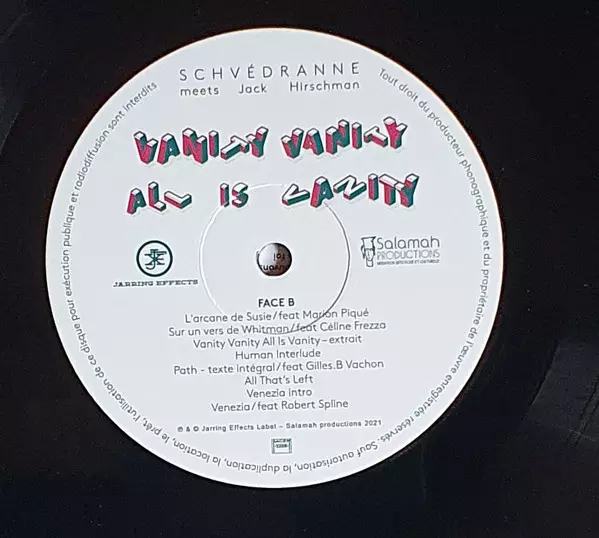 SCHVÉDRANNE
meets Jack Hirschman
VANITY VANITY
ALL IS VANITY
JARRING EFFECTS
Salamah
PRODUCTIONS
FACE B
L'arcane de Susie/feat Marion Piqué
Sur un vers de Whitman/feat Céline Frezza
Vanity Vanity All Is Vanity-extrait
Human Interlude
Path - texte intégral/feat Gilles.B Vachon
All That's Left
Venezia intro
Venezia/feat Robert Spline
℗ & © Jarring Effects Label – Salamah productions 2021
Tout droit du producteur phonographique et du propriétaire de l'œuvre enregistrée réservés. Sauf autorisation, la duplication, la location, le prêt, l'utilisation de ce disque pour exécution publique et radiodiffusion sont interdits